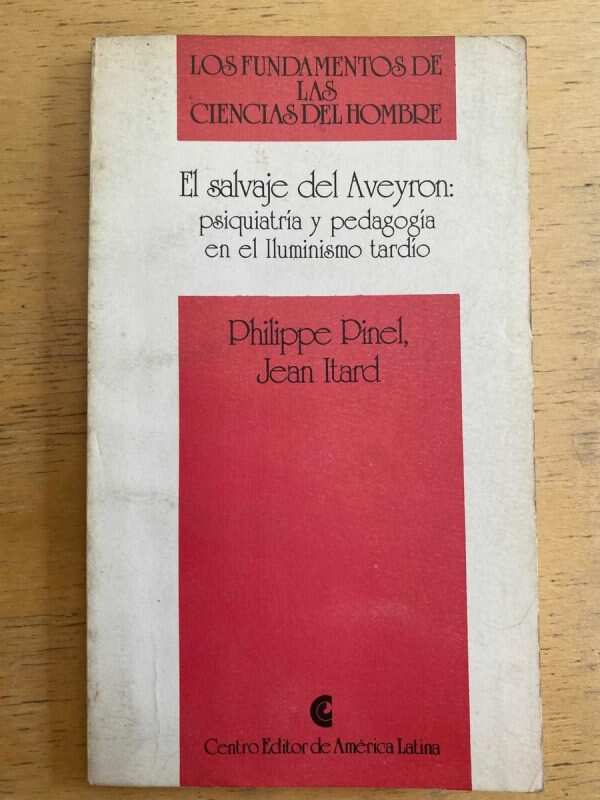 LOS FUNDAMENTOS DE
LAS
CIENCIAS DEL HOMBRE
El salvaje del Aveyron:
psiquiatría y pedagogía
en el Iluminismo tardío
Philippe Pinel,
Jean Itard
Centro Editor de América Latina